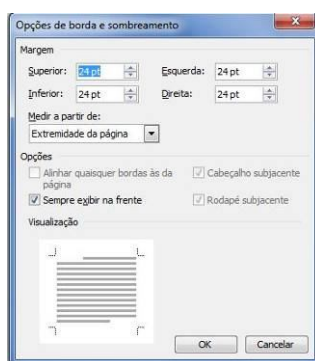 Opções de borda e sombreamento
Margem
Superior: 24 pt Esquerda: 24 pt
Inferior: 24 pt Direita: 24 pt
Medir a partir de:
Extremidade da página
Opções
Alinhar quaisquer bordas às da página Cabeçalho subjacente
Sempre exibir na frente Rodapé subjacente
Visualização
OK Cancelar